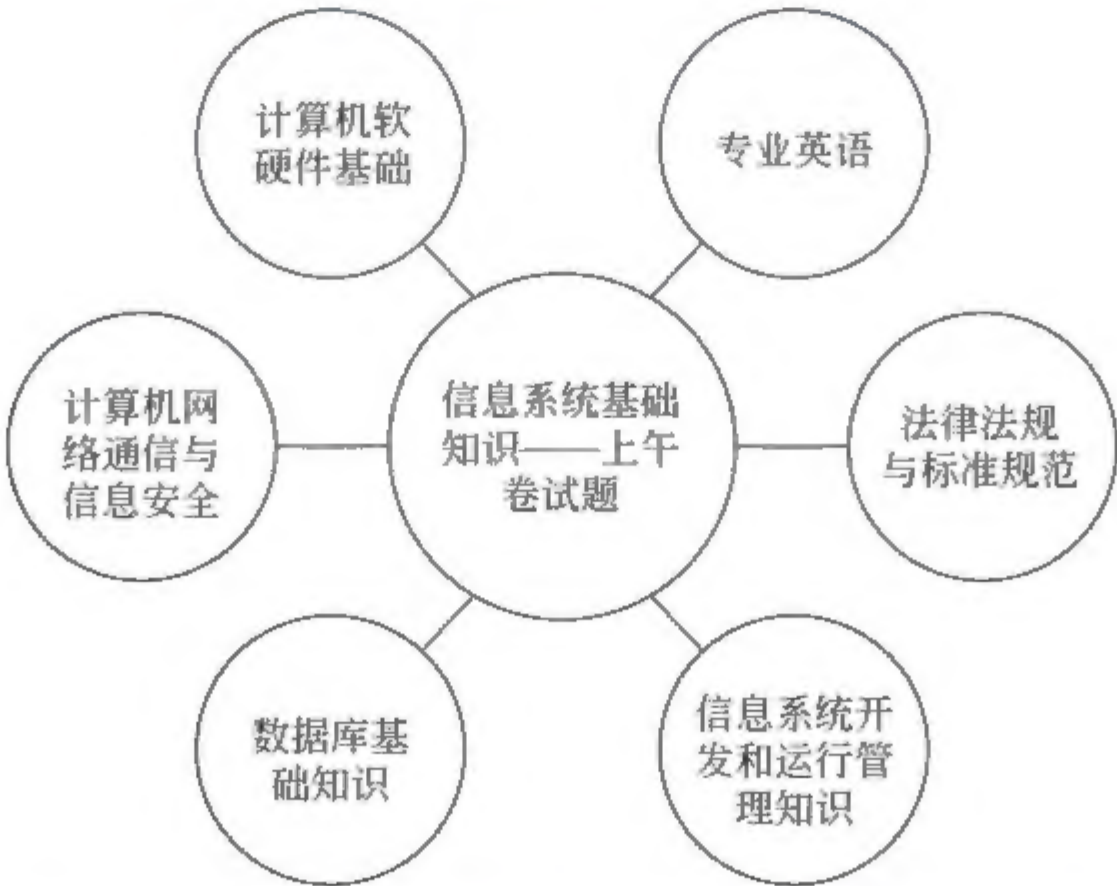 计算机软
硬件基础
专业英语
计算机网
络通信与
信息安全
信息系统基础
知识——上午
卷试题
法律法规
与标准规范
数据库基
础知识
信息系统开
发和运行管
理知识